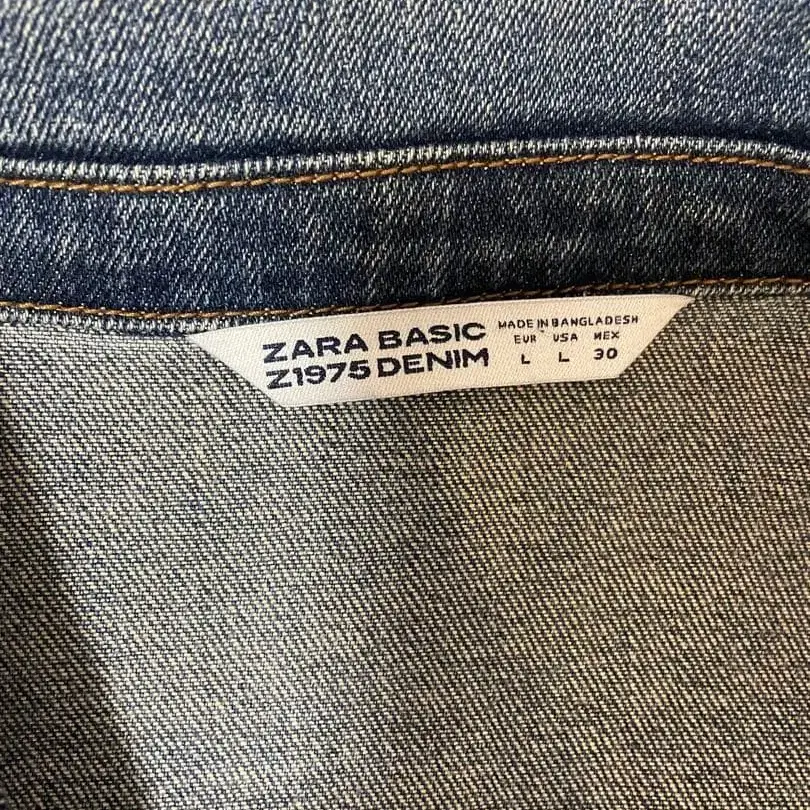 ZARA BASIC
Z1975 DENIM
MADE IN BANGLADESH
EUR USA MEX
L L 30